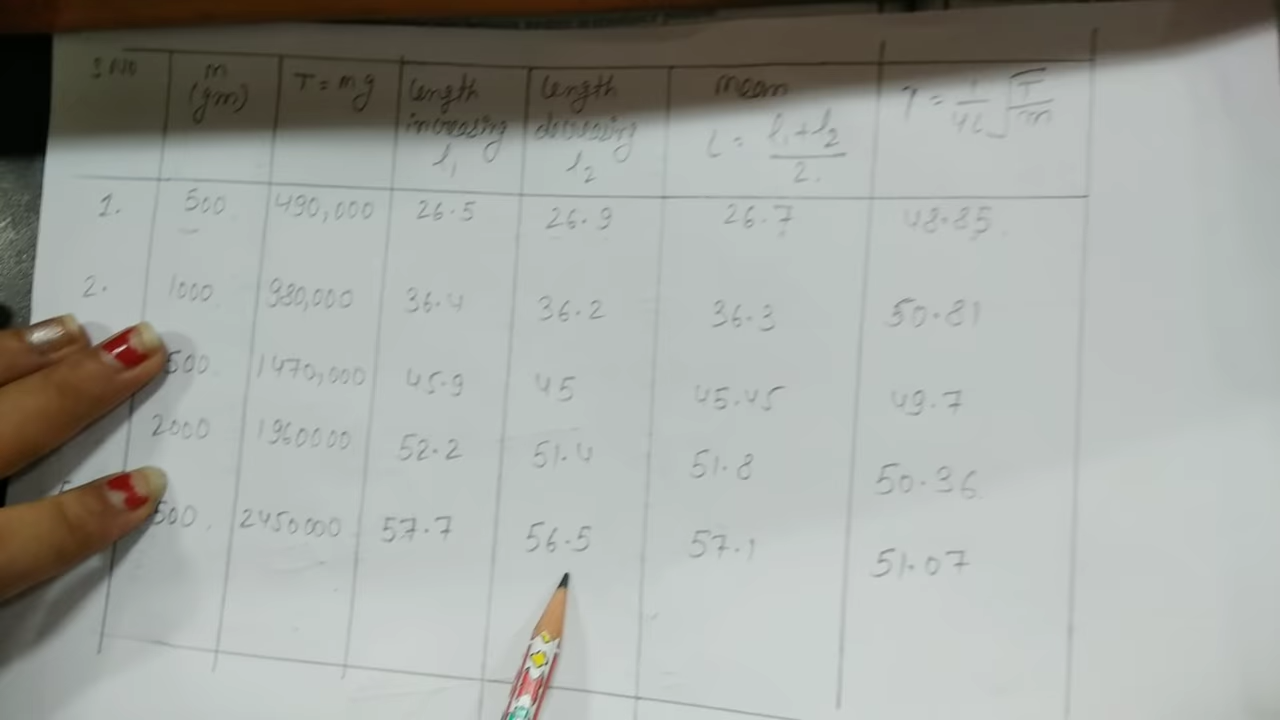 S.NO m (gm) T = mg length increasing l1 length decreasing l2 mean L = l1+l2 / 2. η = 1/4L √T/m
1. 500 490,000 26.5 26.9 26.7 48.85
2. 1000 980,000 36.4 36.2 36.3 50.81
500 1470,000 45.9 45 45.45 49.7
2000 1960000 52.2 51.4 51.8 50.96
500. 2450000 57.7 56.5 57.1 51.07